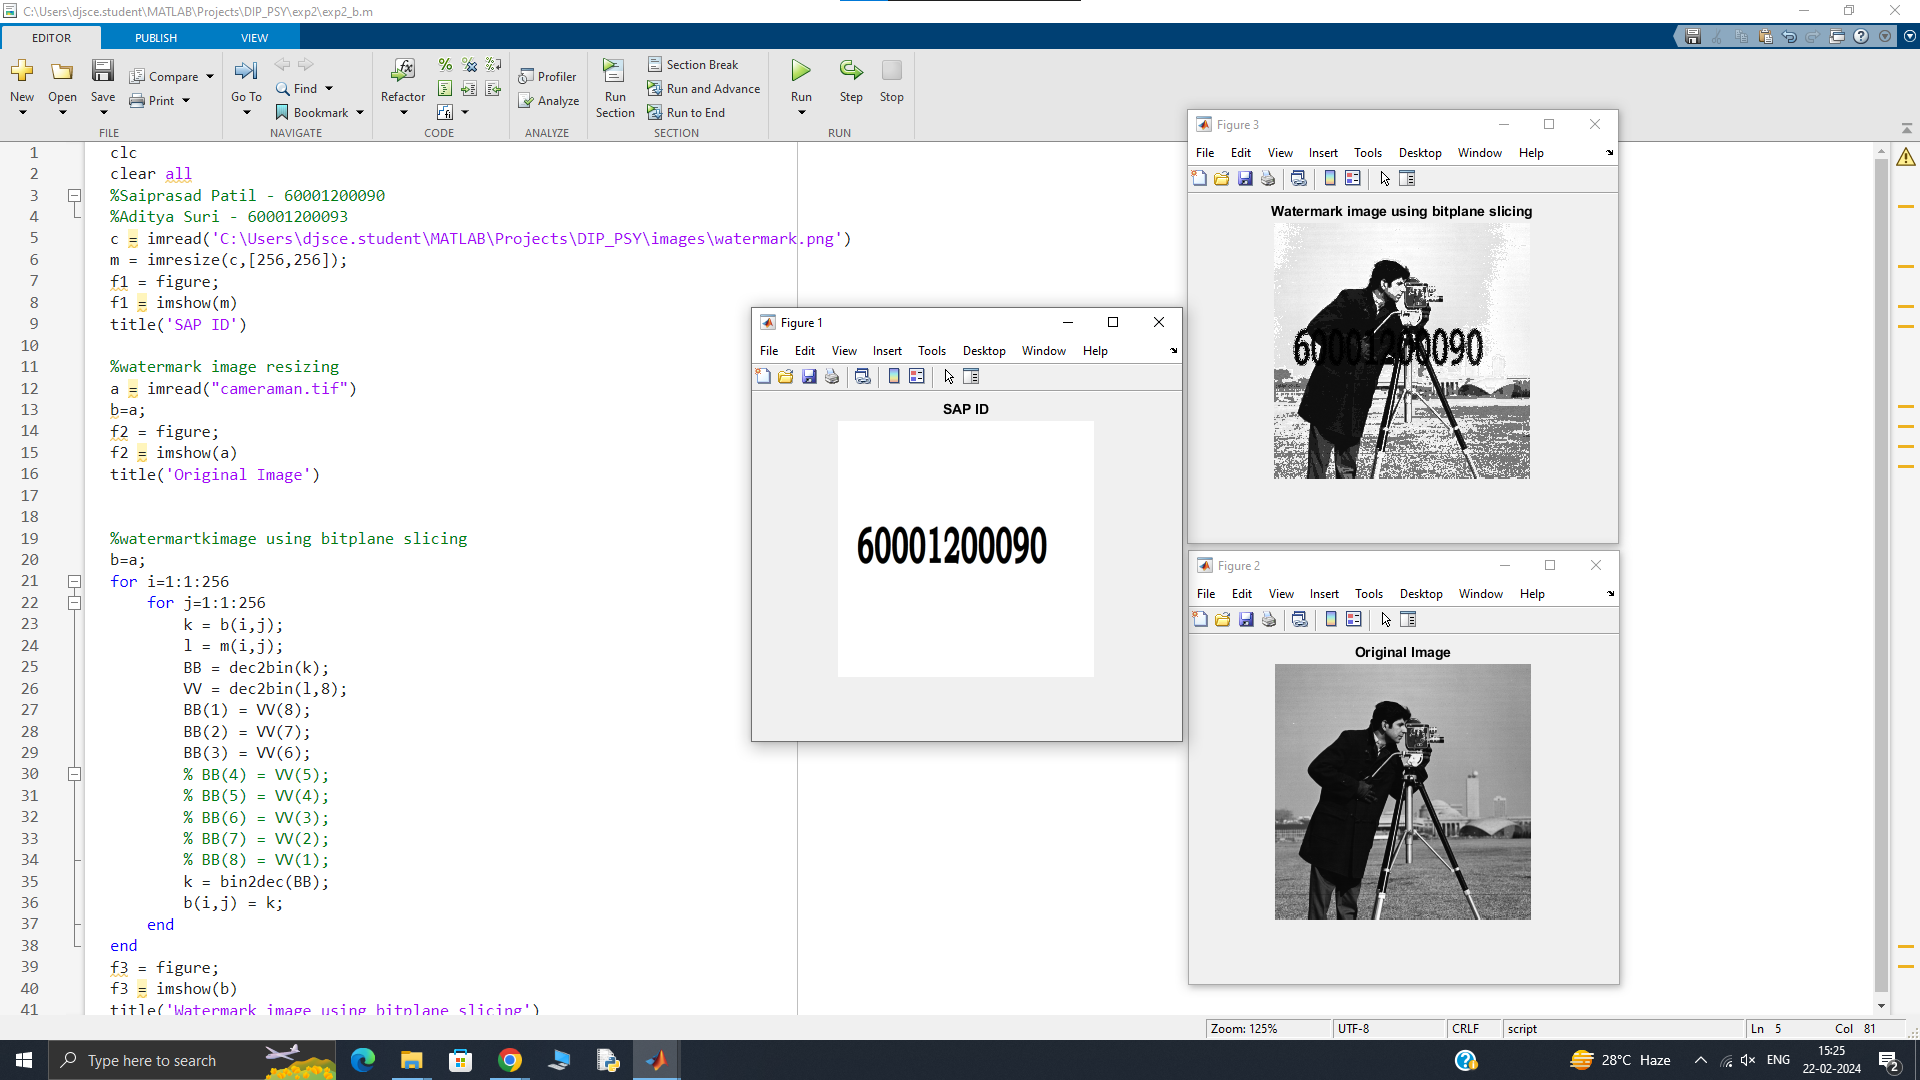 C:\Users\djsce.student\MATLAB\Projects\DIP_PSY\exp2\exp2_b.m
EDITOR PUBLISH VIEW
New Open Save Compare Print FILE
Go To Find Bookmark NAVIGATE
Refactor CODE
Profiler Analyze ANALYZE
Run Section Section Break Run and Advance Run to End SECTION
Run Step Stop RUN
1 clc
2 clear all
3 %Saiprasad Patil - 60001200090
4 %Aditya Suri - 60001200093
5 c = imread('C:\Users\djsce.student\MATLAB\Projects\DIP_PSY\images\watermark.png')
6 m = imresize(c,[256,256]);
7 f1 = figure;
8 f1 = imshow(m)
9 title('SAP ID')
10
11 %watermark image resizing
12 a = imread("cameraman.tif")
13 b=a;
14 f2 = figure;
15 f2 = imshow(a)
16 title('Original Image')
17
18
19 %watermartkimage using bitplane slicing
20 b=a;
21 for i=1:1:256
22 for j=1:1:256
23 k = b(i,j);
24 l = m(i,j);
25 BB = dec2bin(k);
26 VV = dec2bin(l,8);
27 BB(1) = VV(8);
28 BB(2) = VV(7);
29 BB(3) = VV(6);
30 % BB(4) = VV(5);
31 % BB(5) = VV(4);
32 % BB(6) = VV(3);
33 % BB(7) = VV(2);
34 % BB(8) = VV(1);
35 k = bin2dec(BB);
36 b(i,j) = k;
37 end
38 end
39 f3 = figure;
40 f3 = imshow(b)
41 title('Watermark image using bitplane slicing')
Figure 1
File Edit View Insert Tools Desktop Window Help
SAP ID
60001200090
Figure 3
File Edit View Insert Tools Desktop Window Help
Watermark image using bitplane slicing
60001200090
Figure 2
File Edit View Insert Tools Desktop Window Help
Original Image
Zoom: 125% UTF-8 CRLF script Ln 5 Col 81
Type here to search
28°C Haze ENG 15:25
22-02-2024 2